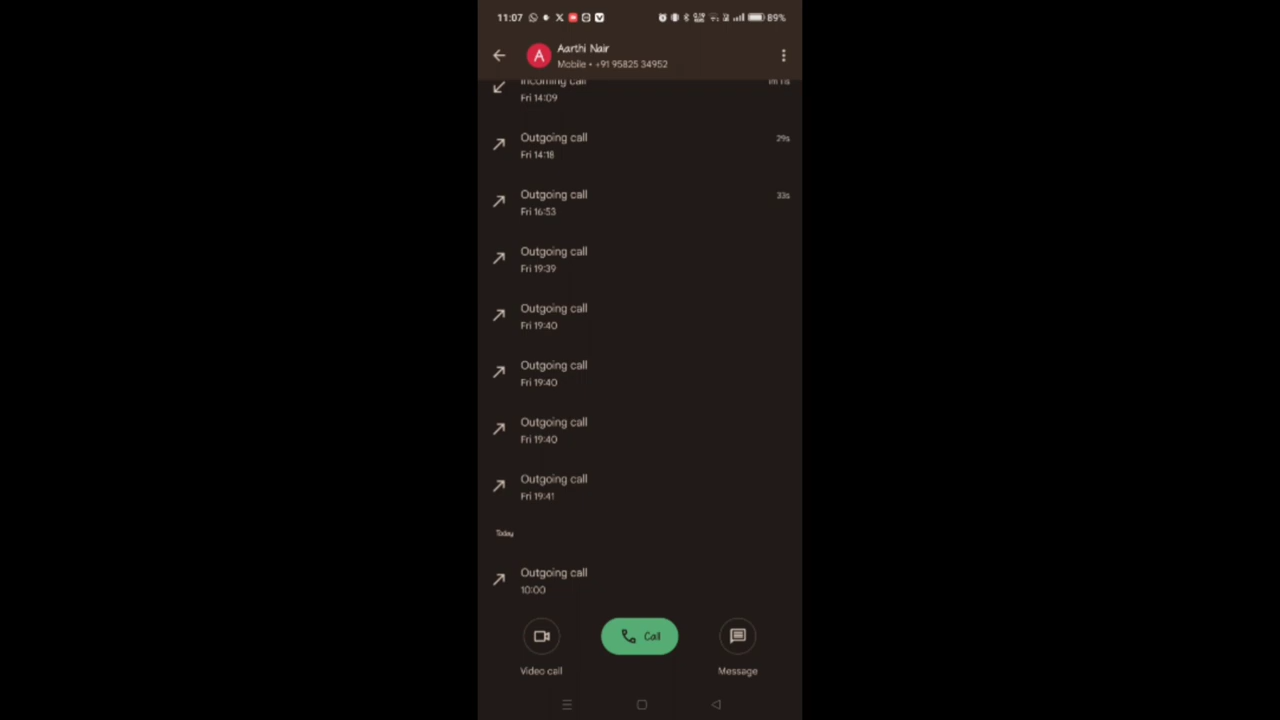 11:07
89%
Aarthi Nair
Mobile • +91 95825 34952
Incoming call
Fri 14:09
Outgoing call
29s
Fri 14:18
Outgoing call
33s
Fri 16:53
Outgoing call
Fri 19:39
Outgoing call
Fri 19:40
Outgoing call
Fri 19:40
Outgoing call
Fri 19:40
Outgoing call
Fri 19:41
Today
Outgoing call
10:00
Call
Video call
Message